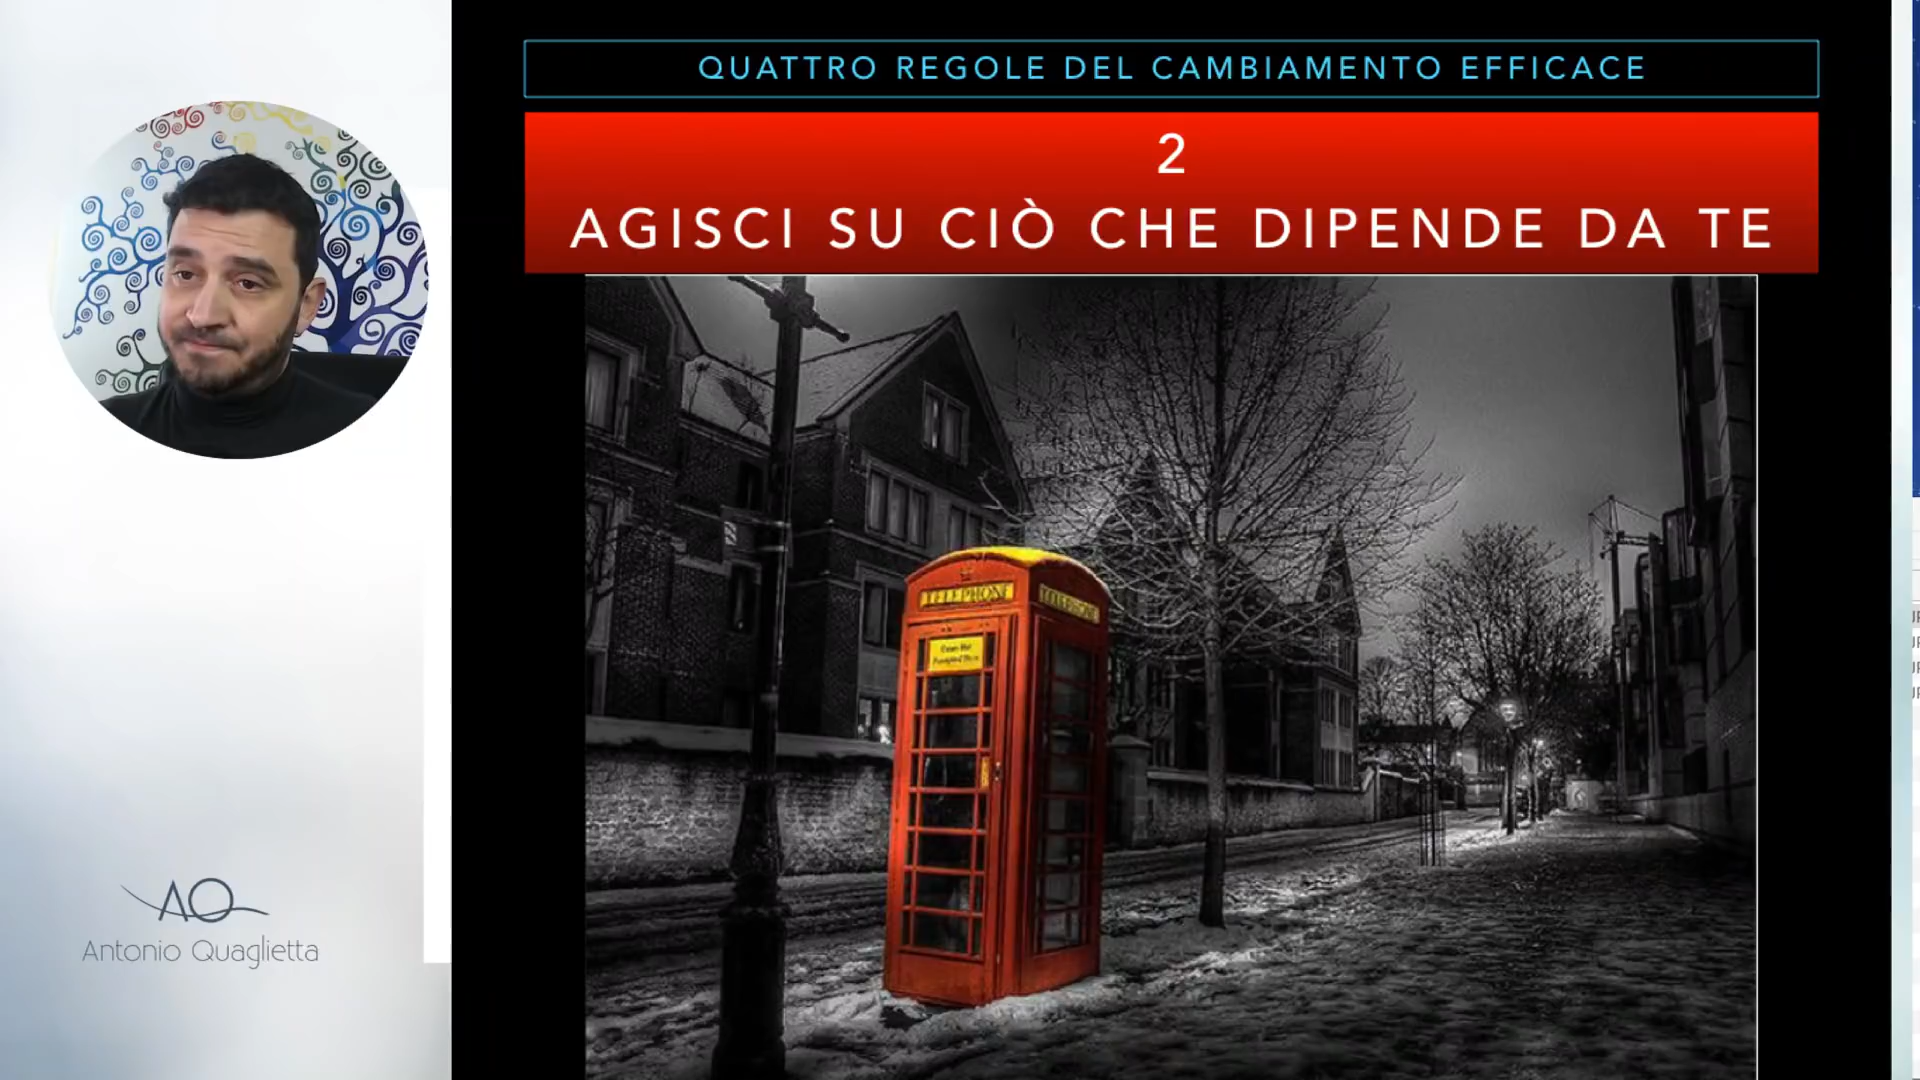 QUATTRO REGOLE DEL CAMBIAMENTO EFFICACE
2
AGISCI SU CIÒ CHE DIPENDE DA TE
TELEPHONE
TELEPHONE
AQ
Antonio Quaglietta